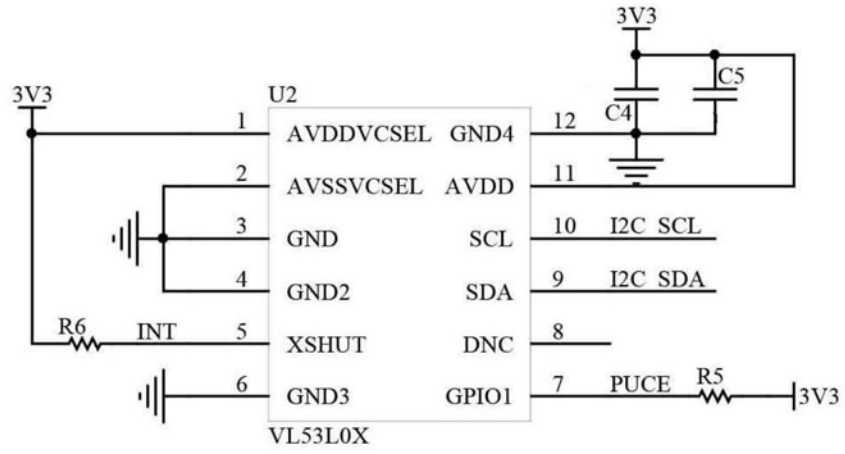 3V3
C5
C4
3V3
U2
1 AVDDVCSEL GND4 12
2 AVSSVCSEL AVDD 11
3 GND SCL 10 I2C SCL
4 GND2 SDA 9 I2C SDA
R6 INT 5 XSHUT DNC 8
6 GND3 GPIO1 7 PUCE R5 3V3
VL53L0X